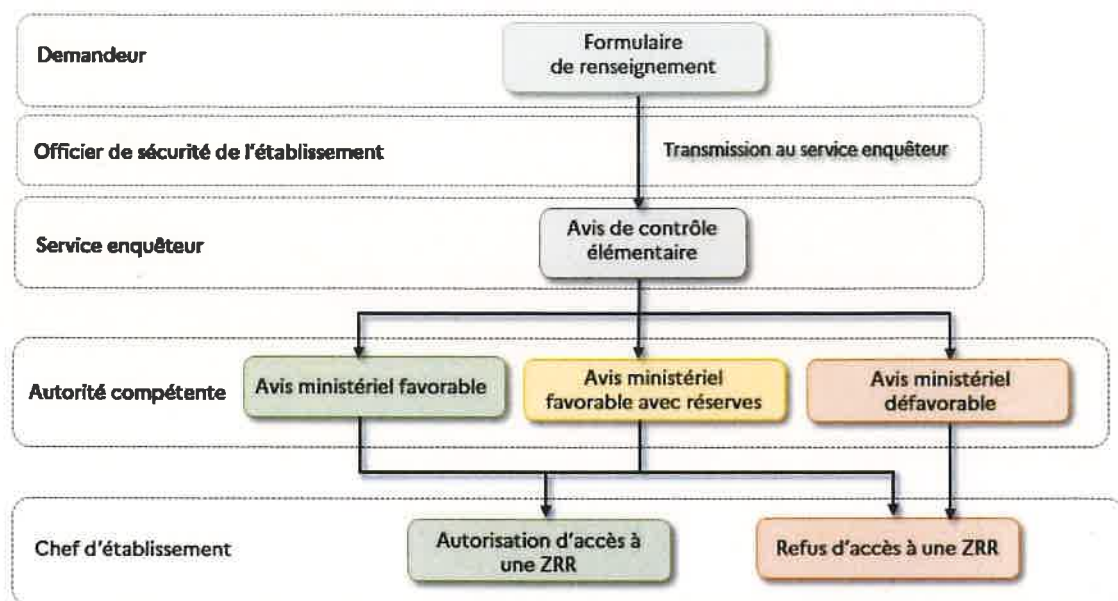 Demandeur
Formulaire
de renseignement
Officier de sécurité de l'établissement
Transmission au service enquêteur
Service enquêteur
Avis de contrôle
élémentaire
Autorité compétente
Avis ministériel favorable
Avis ministériel
favorable avec réserves
Avis ministériel
défavorable
Chef d'établissement
Autorisation d'accès à
une ZRR
Refus d'accès à une ZRR